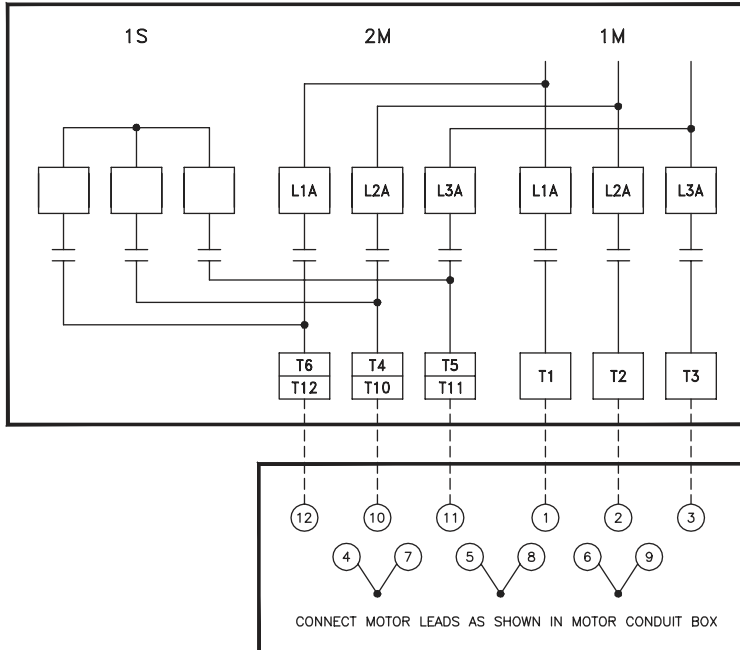 1S 2M 1M
L1A L2A L3A L1A L2A L3A
T6 T4 T5 T1 T2 T3
T12 T10 T11
12 10 11 1 2 3
4 7 5 8 6 9
CONNECT MOTOR LEADS AS SHOWN IN MOTOR CONDUIT BOX